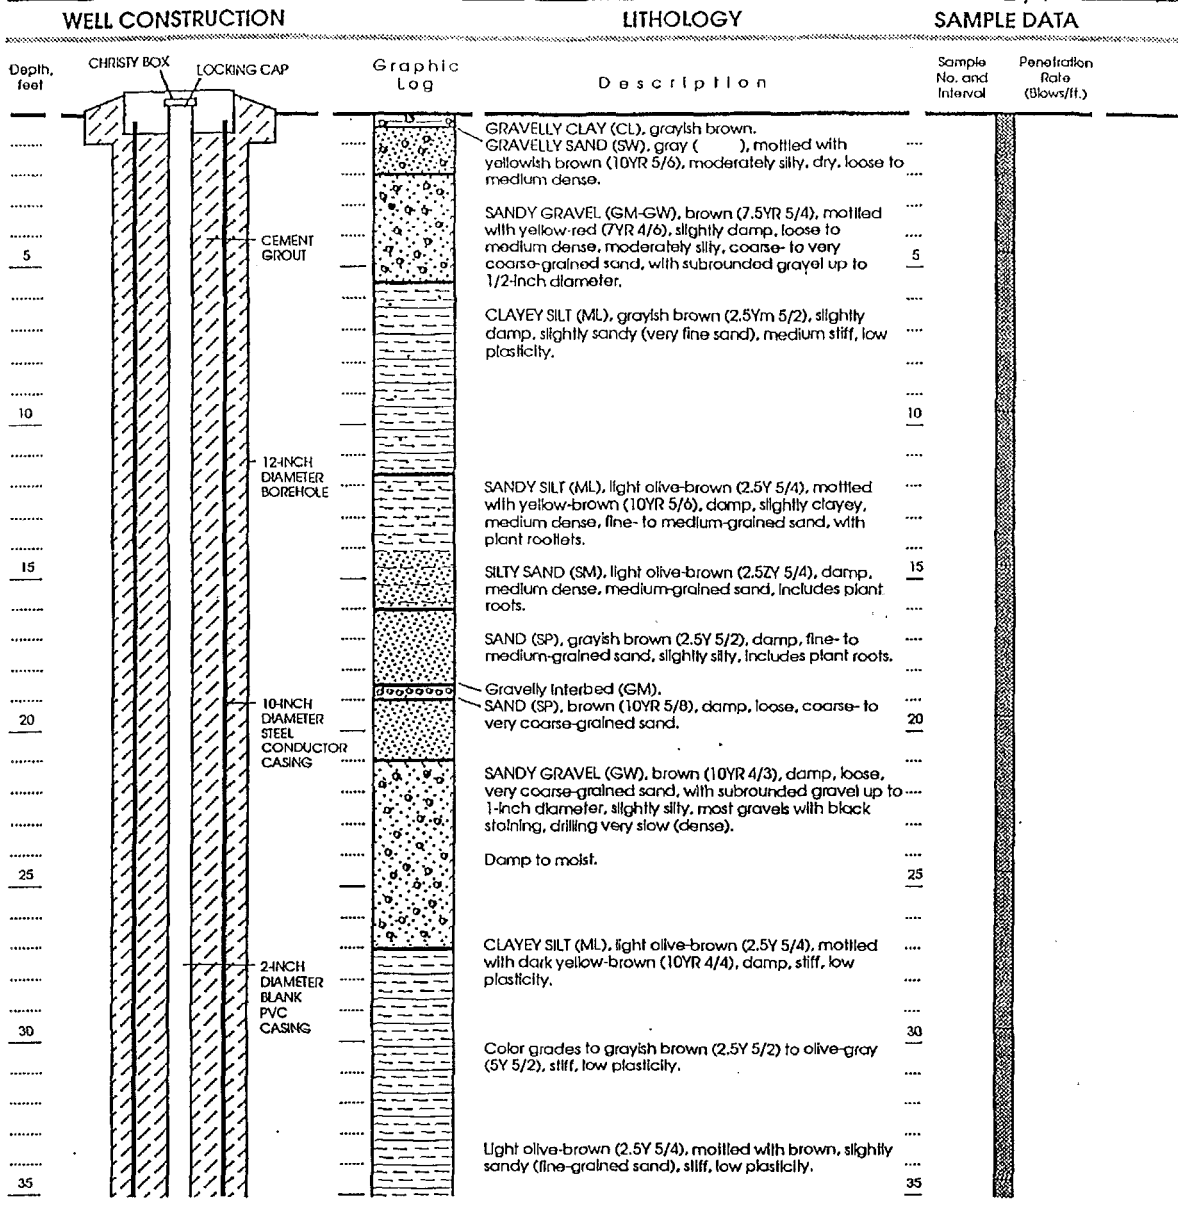 WELL CONSTRUCTION
LITHOLOGY
SAMPLE DATA
Depth, feet
CHRISTY BOX
LOCKING CAP
Graphic Log
Description
Sample No. and Interval
Penetration Rate (Blows/ft.)
GRAVELLY CLAY (CL), grayish brown.
GRAVELLY SAND (SW), gray (        ), mottled with
yellowish brown (10YR 5/6), moderately silty, dry, loose to
medium dense.
SANDY GRAVEL (GM-GW), brown (7.5YR 5/4), mottled
with yellow-red (7YR 4/6), slightly damp, loose to
medium dense, moderately silty, coarse- to very
coarse-grained sand, with subrounded gravel up to
1/2-inch diameter.
CEMENT
GROUT
5
5
CLAYEY SILT (ML), grayish brown (2.5Ym 5/2), slightly
damp, slightly sandy (very fine sand), medium stiff, low
plasticity.
10
10
12-INCH
DIAMETER
BOREHOLE
SANDY SILT (ML), light olive-brown (2.5Y 5/4), mottled
with yellow-brown (10YR 5/6), damp, slightly clayey,
medium dense, fine- to medium-grained sand, with
plant rootlets.
15
15
SILTY SAND (SM), light olive-brown (2.5ZY 5/4), damp,
medium dense, medium-grained sand, includes plant
roots.
SAND (SP), grayish brown (2.5Y 5/2), damp, fine- to
medium-grained sand, slightly silty, includes plant roots.
Gravelly Interbed (GM).
SAND (SP), brown (10YR 5/8), damp, loose, coarse- to
very coarse-grained sand.
10-INCH
DIAMETER
STEEL
CONDUCTOR
CASING
20
20
SANDY GRAVEL (GW), brown (10YR 4/3), damp, loose,
very coarse-grained sand, with subrounded gravel up to
1-inch diameter, slightly silty, most gravels with black
staining, drilling very slow (dense).
Damp to moist.
25
25
CLAYEY SILT (ML), light olive-brown (2.5Y 5/4), mottled
with dark yellow-brown (10YR 4/4), damp, stiff, low
plasticity.
2-INCH
DIAMETER
BLANK
PVC
CASING
30
30
Color grades to grayish brown (2.5Y 5/2) to olive-gray
(5Y 5/2), stiff, low plasticity.
Light olive-brown (2.5Y 5/4), mottled with brown, slightly
sandy (fine-grained sand), stiff, low plasticity.
35
35